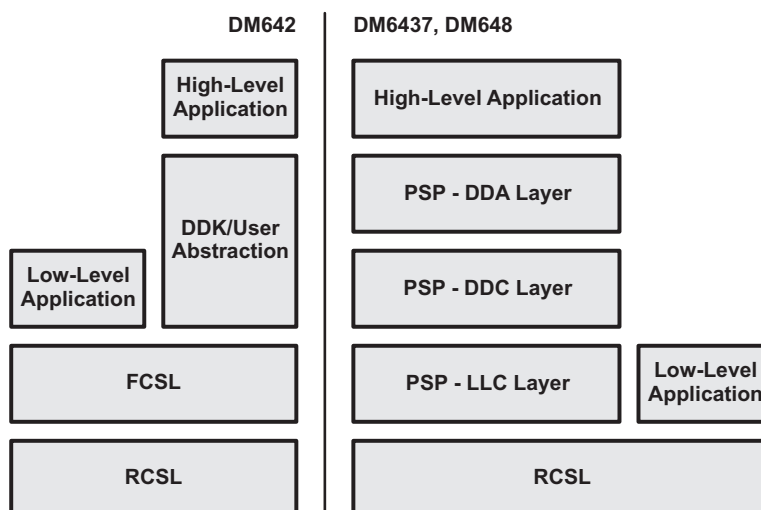 DM642
DM6437, DM648
High-Level
Application
DDK/User
Abstraction
Low-Level
Application
FCSL
RCSL
High-Level Application
PSP - DDA Layer
PSP - DDC Layer
PSP - LLC Layer
Low-Level
Application
RCSL